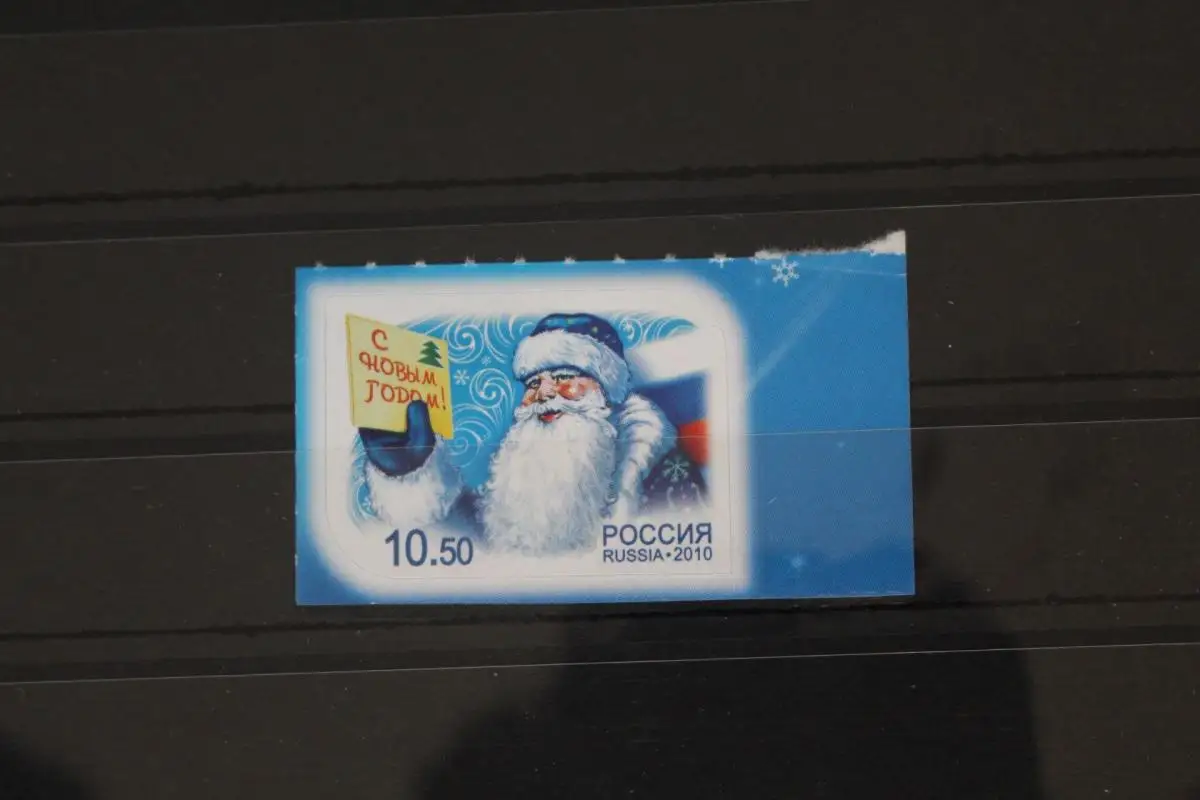 С
НОВЫМ
ГОДОМ!
10.50
РОССИЯ
RUSSIA•2010